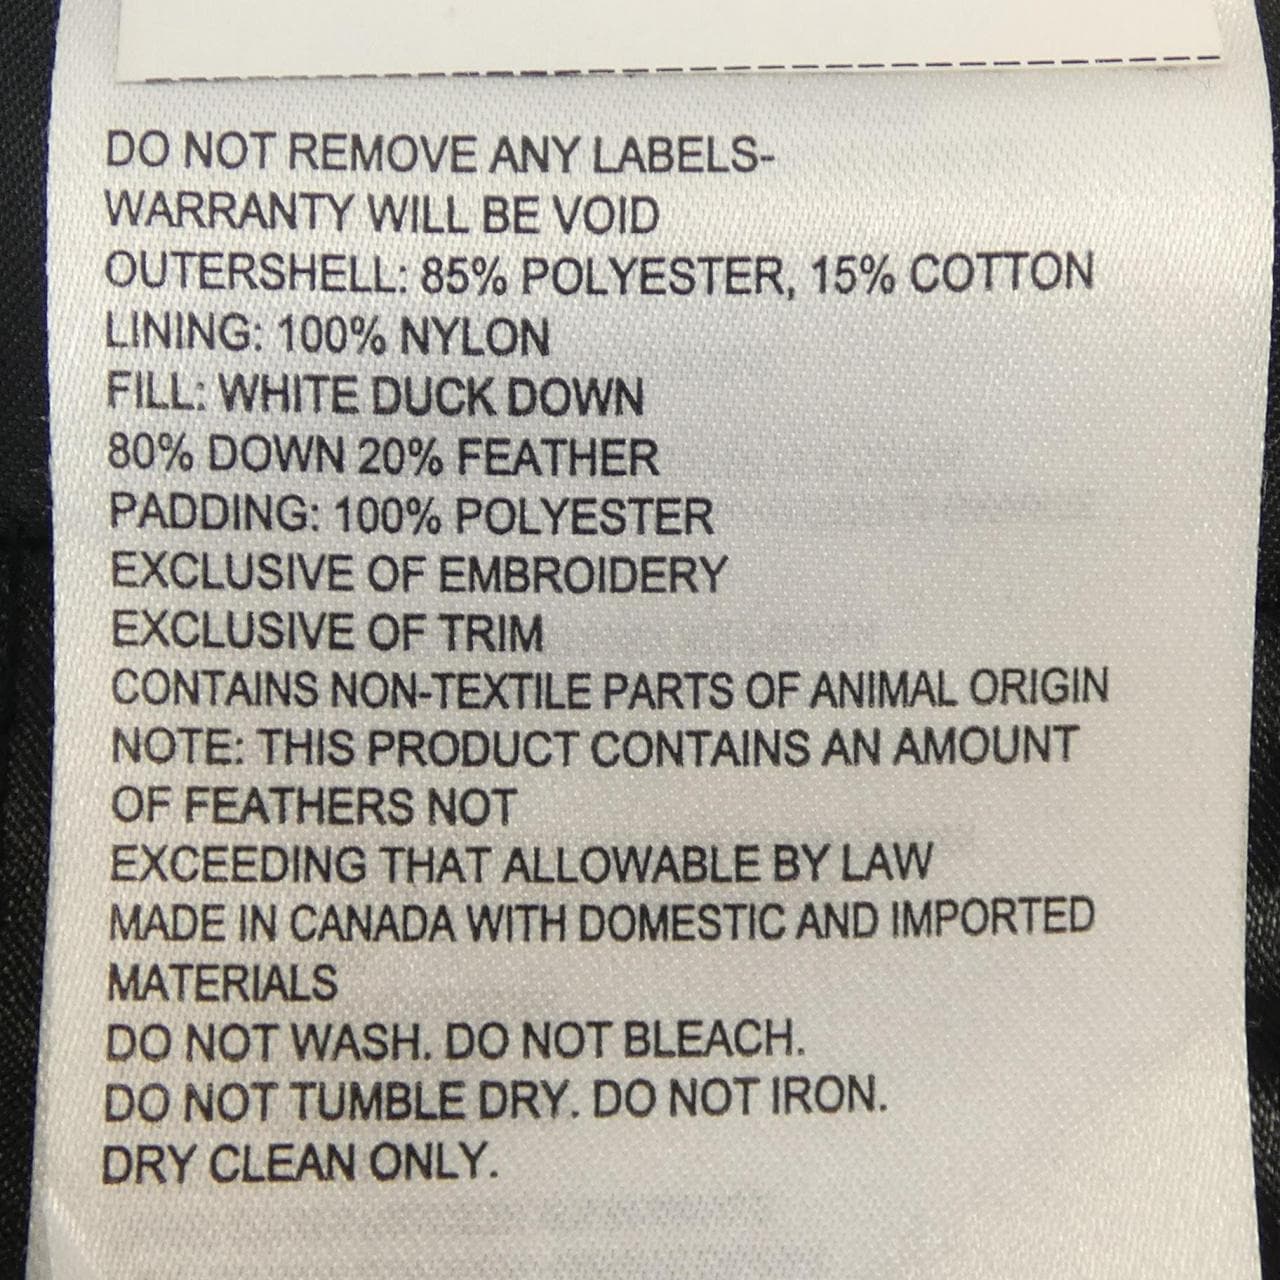 DO NOT REMOVE ANY LABELS-
WARRANTY WILL BE VOID
OUTERSHELL: 85% POLYESTER, 15% COTTON
LINING: 100% NYLON
FILL: WHITE DUCK DOWN
80% DOWN 20% FEATHER
PADDING: 100% POLYESTER
EXCLUSIVE OF EMBROIDERY
EXCLUSIVE OF TRIM
CONTAINS NON-TEXTILE PARTS OF ANIMAL ORIGIN
NOTE: THIS PRODUCT CONTAINS AN AMOUNT
OF FEATHERS NOT
EXCEEDING THAT ALLOWABLE BY LAW
MADE IN CANADA WITH DOMESTIC AND IMPORTED
MATERIALS
DO NOT WASH. DO NOT BLEACH.
DO NOT TUMBLE DRY. DO NOT IRON.
DRY CLEAN ONLY.